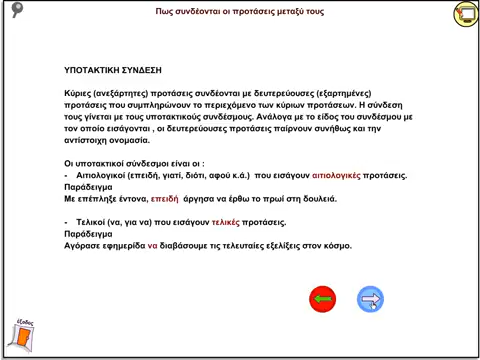 Πως συνδέονται οι προτάσεις μεταξύ τους
ΥΠΟΤΑΚΤΙΚΗ ΣΥΝΔΕΣΗ
Κύριες (ανεξάρτητες) προτάσεις συνδέονται με δευτερεύουσες (εξαρτημένες)
προτάσεις που συμπληρώνουν το περιεχόμενο των κύριων προτάσεων. Η σύνδεση
τους γίνεται με τους υποτακτικούς συνδέσμους. Ανάλογα με το είδος του συνδέσμου με
τον οποίο εισάγονται , οι δευτερεύουσες προτάσεις παίρνουν συνήθως και την
αντίστοιχη ονομασία.
Οι υποτακτικοί σύνδεσμοι είναι οι :
- Αιτιολογικοί (επειδή, γιατί, διότι, αφού κ.ά.) που εισάγουν αιτιολογικές προτάσεις.
Παράδειγμα
Με επέπληξε έντονα, επειδή άργησα να έρθω το πρωί στη δουλειά.
- Τελικοί (να, για να) που εισάγουν τελικές προτάσεις.
Παράδειγμα
Αγόρασε εφημερίδα να διαβάσουμε τις τελευταίες εξελίξεις στον κόσμο.
έξοδος